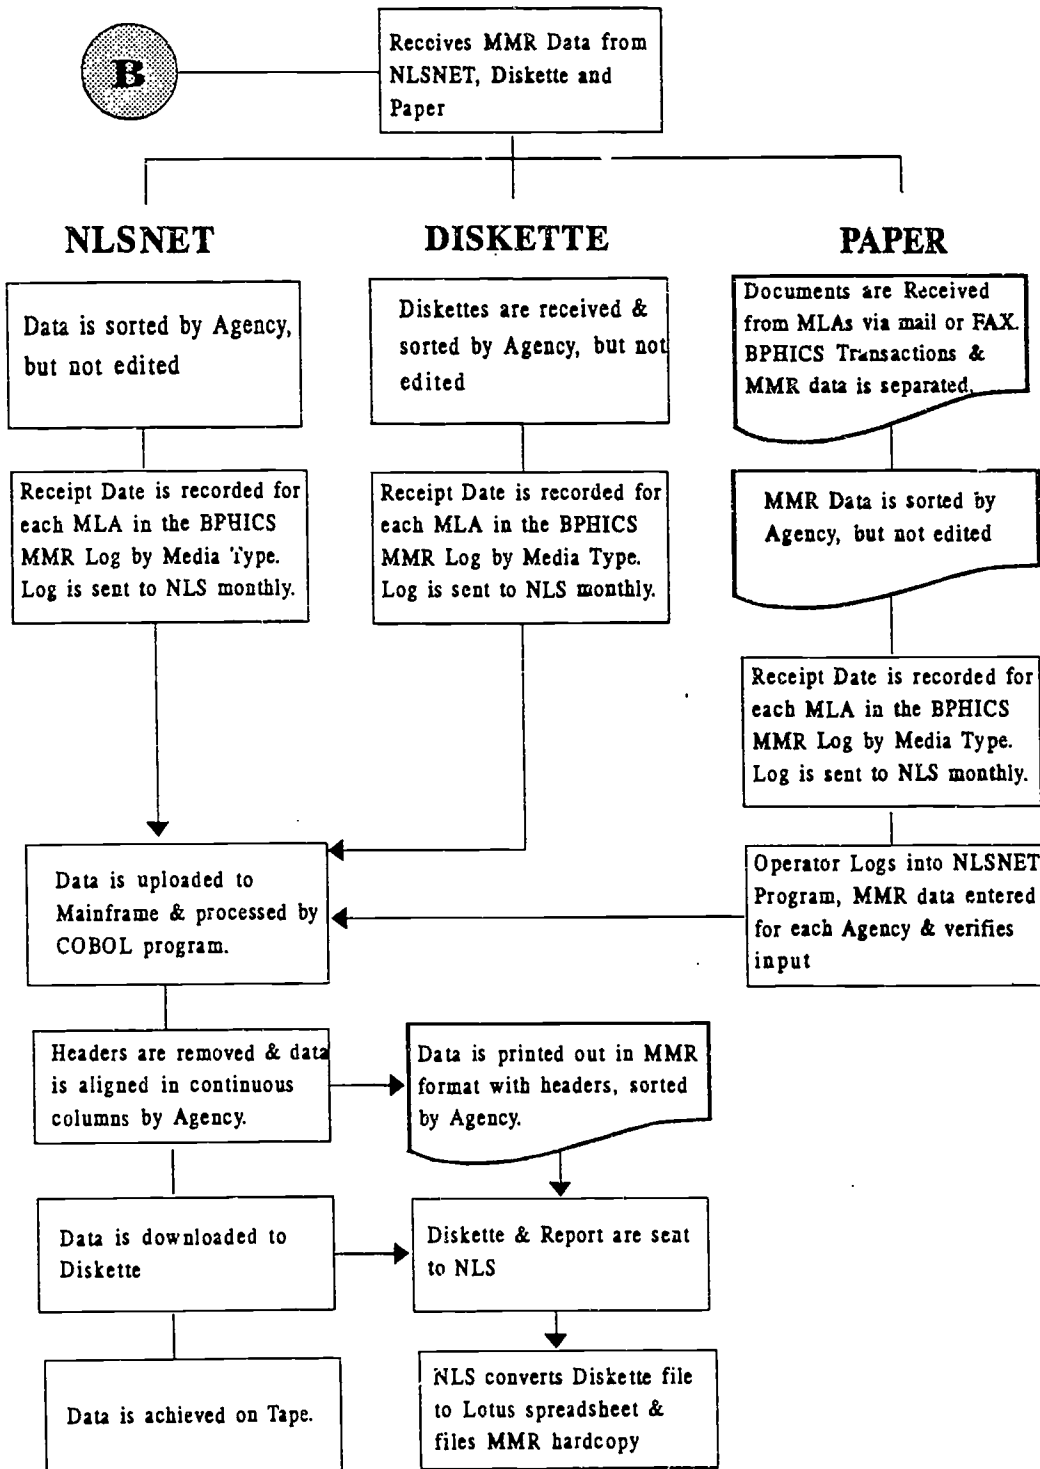 B
Receives MMR Data from
NLSNET, Diskette and
Paper
NLSNET
DISKETTE
PAPER
Data is sorted by Agency,
but not edited
Diskettes are received &
sorted by Agency, but not
edited
Documents are Received
from MLAs via mail or FAX.
BPHICS Transactions &
MMR data is separated.
Receipt Date is recorded for
each MLA in the BPHICS
MMR Log by Media Type.
Log is sent to NLS monthly.
Receipt Date is recorded for
each MLA in the BPHICS
MMR Log by Media Type.
Log is sent to NLS monthly.
MMR Data is sorted by
Agency, but not edited
Receipt Date is recorded for
each MLA in the BPHICS
MMR Log by Media Type.
Log is sent to NLS monthly.
Data is uploaded to
Mainframe & processed by
COBOL program.
Operator Logs into NLSNET
Program, MMR data entered
for each Agency & verifies
input
Headers are removed & data
is aligned in continuous
columns by Agency.
Data is printed out in MMR
format with headers, sorted
by Agency.
Data is downloaded to
Diskette
Diskette & Report are sent
to NLS
Data is achieved on Tape.
NLS converts Diskette file
to Lotus spreadsheet &
files MMR hardcopy